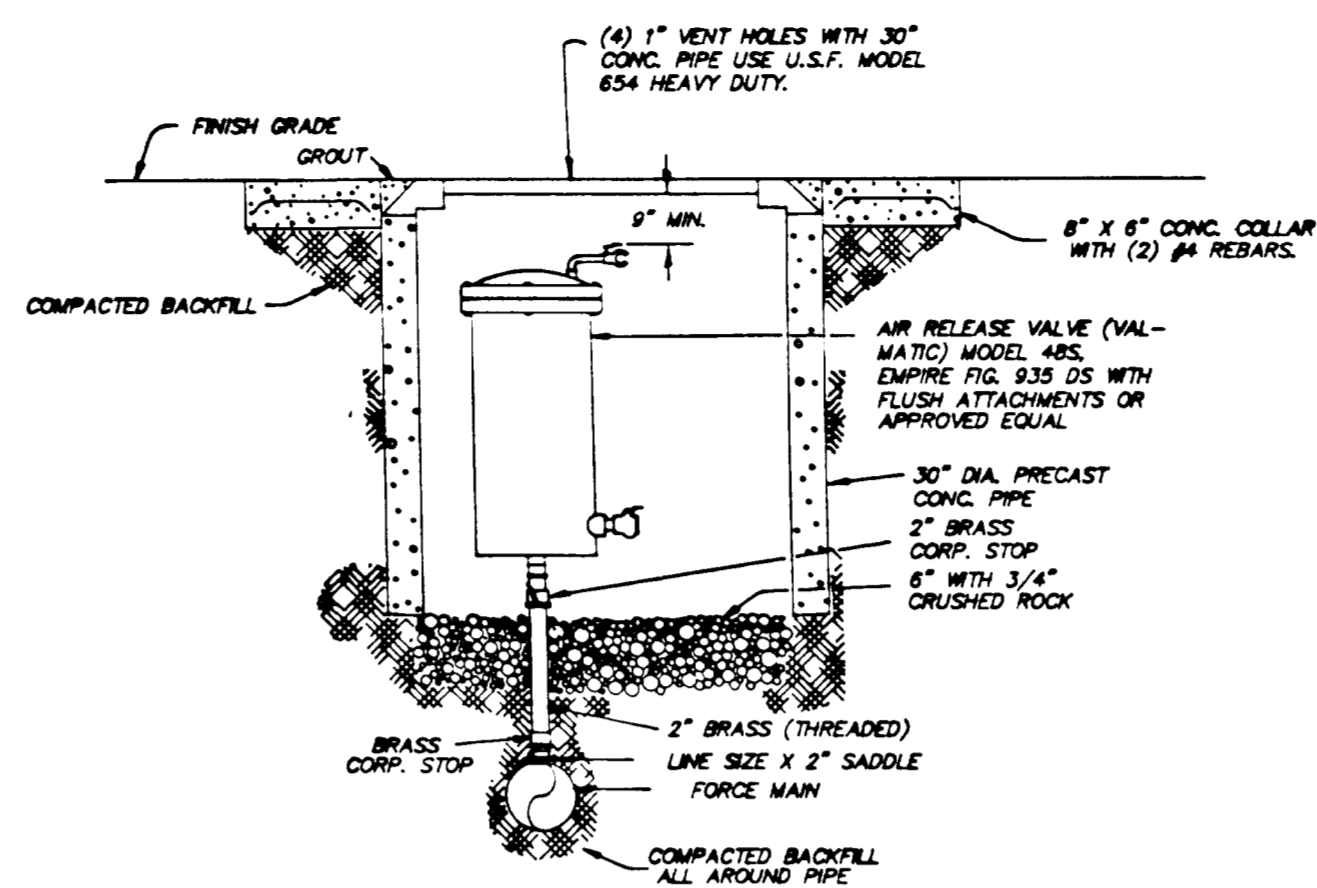 (4) 1" VENT HOLES WITH 30"
CONC. PIPE USE U.S.F. MODEL
654 HEAVY DUTY.
FINISH GRADE
GROUT
9" MIN.
8" X 6" CONC. COLLAR
WITH (2) #4 REBARS.
COMPACTED BACKFILL
AIR RELEASE VALVE (VAL-
MATIC) MODEL 48S,
EMPIRE FIG. 935 DS WITH
FLUSH ATTACHMENTS OR
APPROVED EQUAL
30" DIA. PRECAST
CONC. PIPE
2" BRASS
CORP. STOP
6" WITH 3/4"
CRUSHED ROCK
2" BRASS (THREADED)
BRASS
CORP. STOP
LINE SIZE X 2" SADDLE
FORCE MAIN
COMPACTED BACKFILL
ALL AROUND PIPE